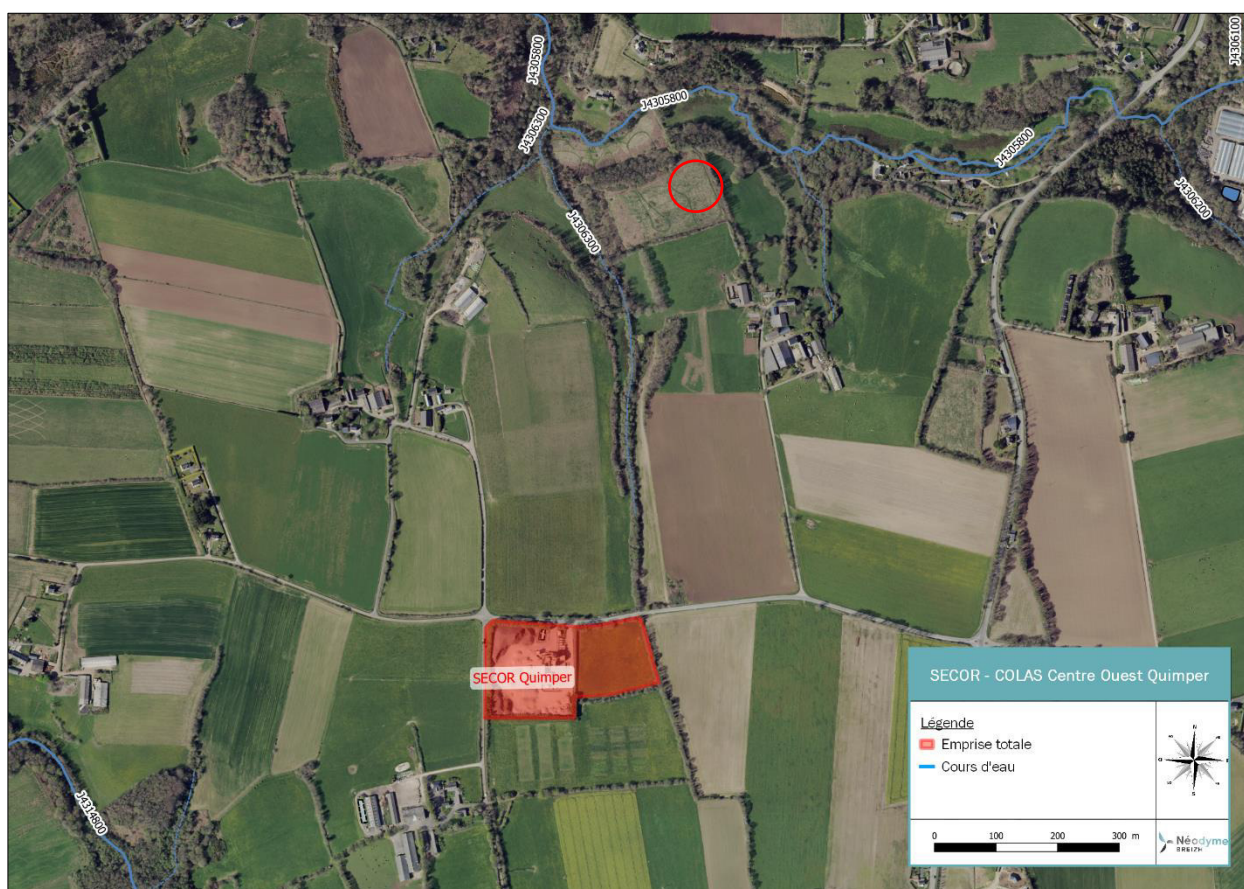 J4305800
J4306100
J4305800
J4306300
J4305800
J4306200
J4306300
SECOR Quimper
J4314800
SECOR - COLAS Centre Ouest Quimper
Légende
Emprise totale
Cours d'eau
N
O
E
S
0 100 200 300 m
Néodyme
BREIZH